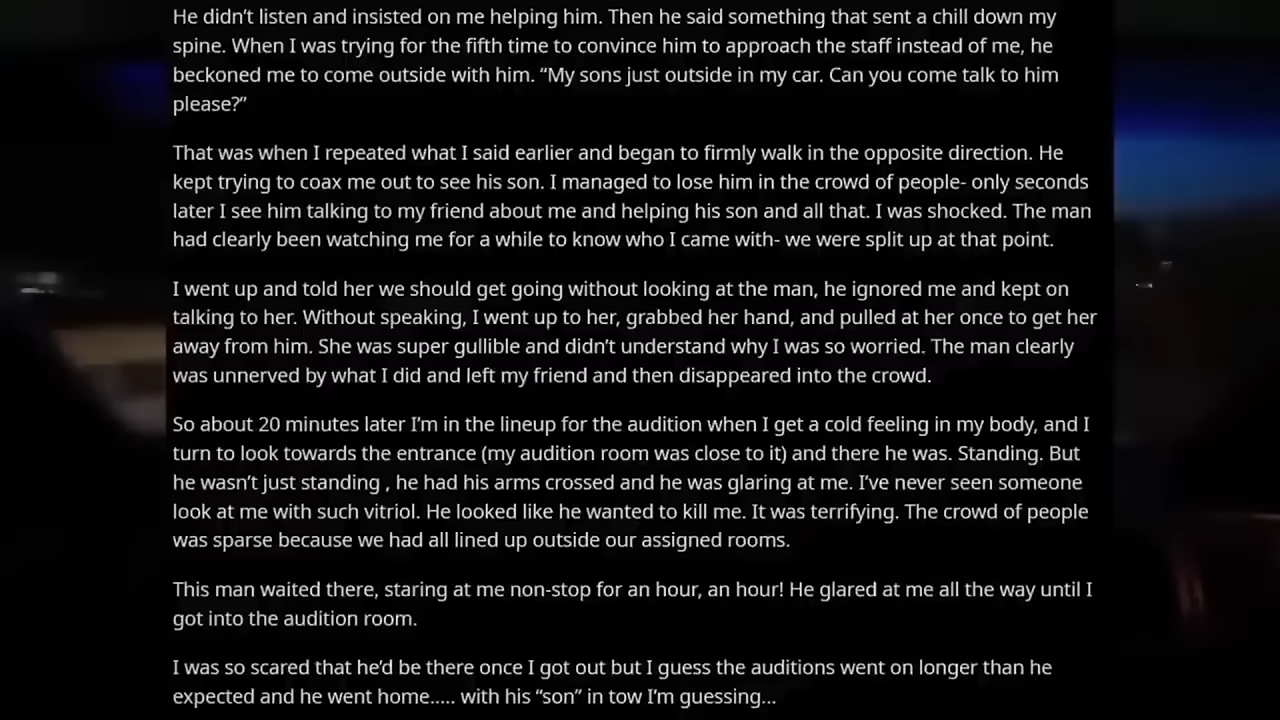 He didn’t listen and insisted on me helping him. Then he said something that sent a chill down my
spine. When I was trying for the fifth time to convince him to approach the staff instead of me, he
beckoned me to come outside with him. “My sons just outside in my car. Can you come talk to him
please?”
That was when I repeated what I said earlier and began to firmly walk in the opposite direction. He
kept trying to coax me out to see his son. I managed to lose him in the crowd of people- only seconds
later I see him talking to my friend about me and helping his son and all that. I was shocked. The man
had clearly been watching me for a while to know who I came with- we were split up at that point.
I went up and told her we should get going without looking at the man, he ignored me and kept on
talking to her. Without speaking, I went up to her, grabbed her hand, and pulled at her once to get her
away from him. She was super gullible and didn’t understand why I was so worried. The man clearly
was unnerved by what I did and left my friend and then disappeared into the crowd.
So about 20 minutes later I’m in the lineup for the audition when I get a cold feeling in my body, and I
turn to look towards the entrance (my audition room was close to it) and there he was. Standing. But
he wasn’t just standing , he had his arms crossed and he was glaring at me. I’ve never seen someone
look at me with such vitriol. He looked like he wanted to kill me. It was terrifying. The crowd of people
was sparse because we had all lined up outside our assigned rooms.
This man waited there, staring at me non-stop for an hour, an hour! He glared at me all the way until I
got into the audition room.
I was so scared that he’d be there once I got out but I guess the auditions went on longer than he
expected and he went home..... with his “son” in tow I’m guessing...